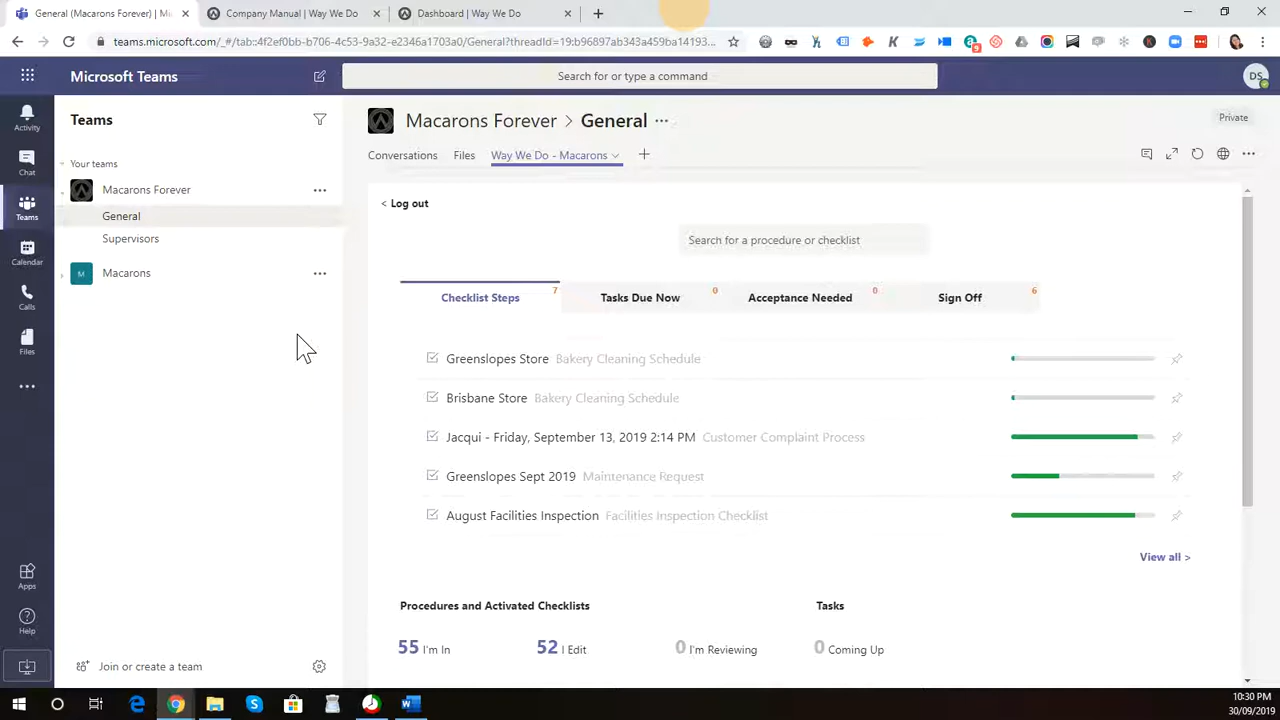 General (Macarons Forever) | Mi
Company Manual | Way We Do
Dashboard | Way We Do
teams.microsoft.com/_#/tab::4f2ef0bb-b706-4c53-9a32-e2346a1703a0/General?threadId=19:b96897ab343a459ba14193...
9
Microsoft Teams
Search for or type a command
DS
Activity
Chat
Teams
Calendar
Calls
Files
Apps
Help
Teams
Your teams
Macarons Forever
General
Supervisors
M
Macarons
Join or create a team
Macarons Forever > General ...
Private
Conversations
Files
Way We Do - Macarons
< Log out
Search for a procedure or checklist
Checklist Steps 7
Tasks Due Now 0
Acceptance Needed 0
Sign Off 6
Greenslopes Store Bakery Cleaning Schedule
Brisbane Store Bakery Cleaning Schedule
Jacqui - Friday, September 13, 2019 2:14 PM Customer Complaint Process
Greenslopes Sept 2019 Maintenance Request
August Facilities Inspection Facilities Inspection Checklist
View all >
Procedures and Activated Checklists
Tasks
55 I'm In
52 I Edit
0 I'm Reviewing
0 Coming Up
10:30 PM
30/09/2019